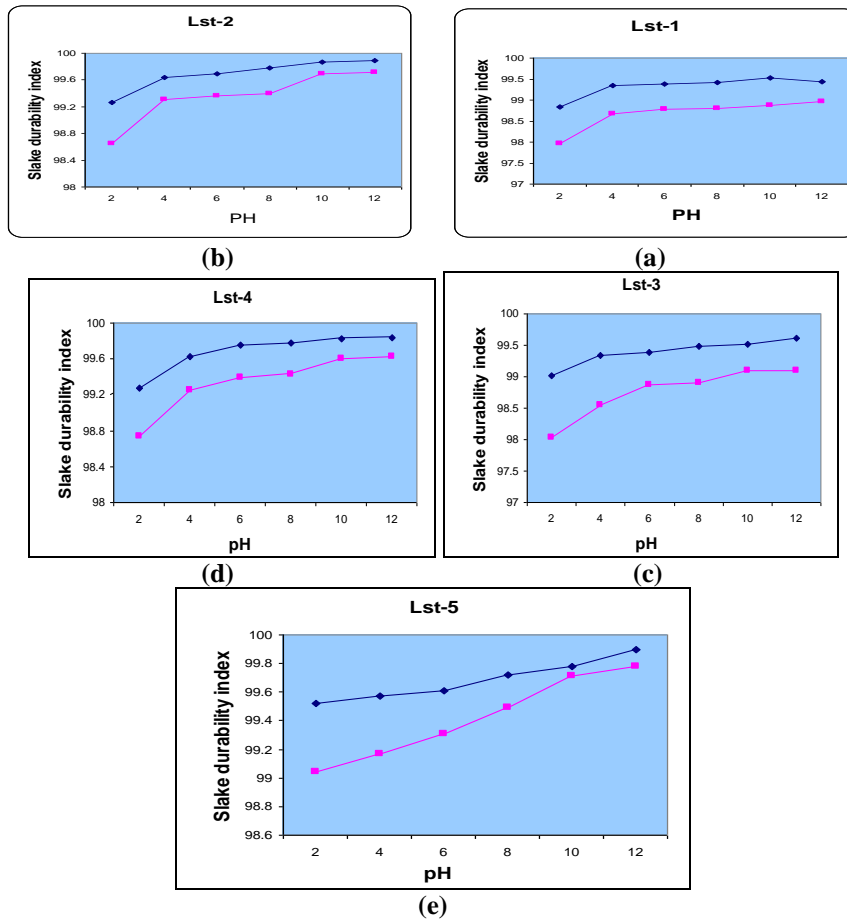 Lst-2
Slake durability index
100
99.6
99.2
98.8
98.4
98
2 4 6 8 10 12
PH
(b)
Lst-1
Slake durability index
100
99.5
99
98.5
98
97.5
97
2 4 6 8 10 12
PH
(a)
Lst-4
Slake durability index
100
99.6
99.2
98.8
98.4
98
2 4 6 8 10 12
pH
(d)
Lst-3
Slake durability index
100
99.5
99
98.5
98
97.5
97
2 4 6 8 10 12
pH
(c)
Lst-5
Slake durability index
100
99.8
99.6
99.4
99.2
99
98.8
98.6
2 4 6 8 10 12
pH
(e)